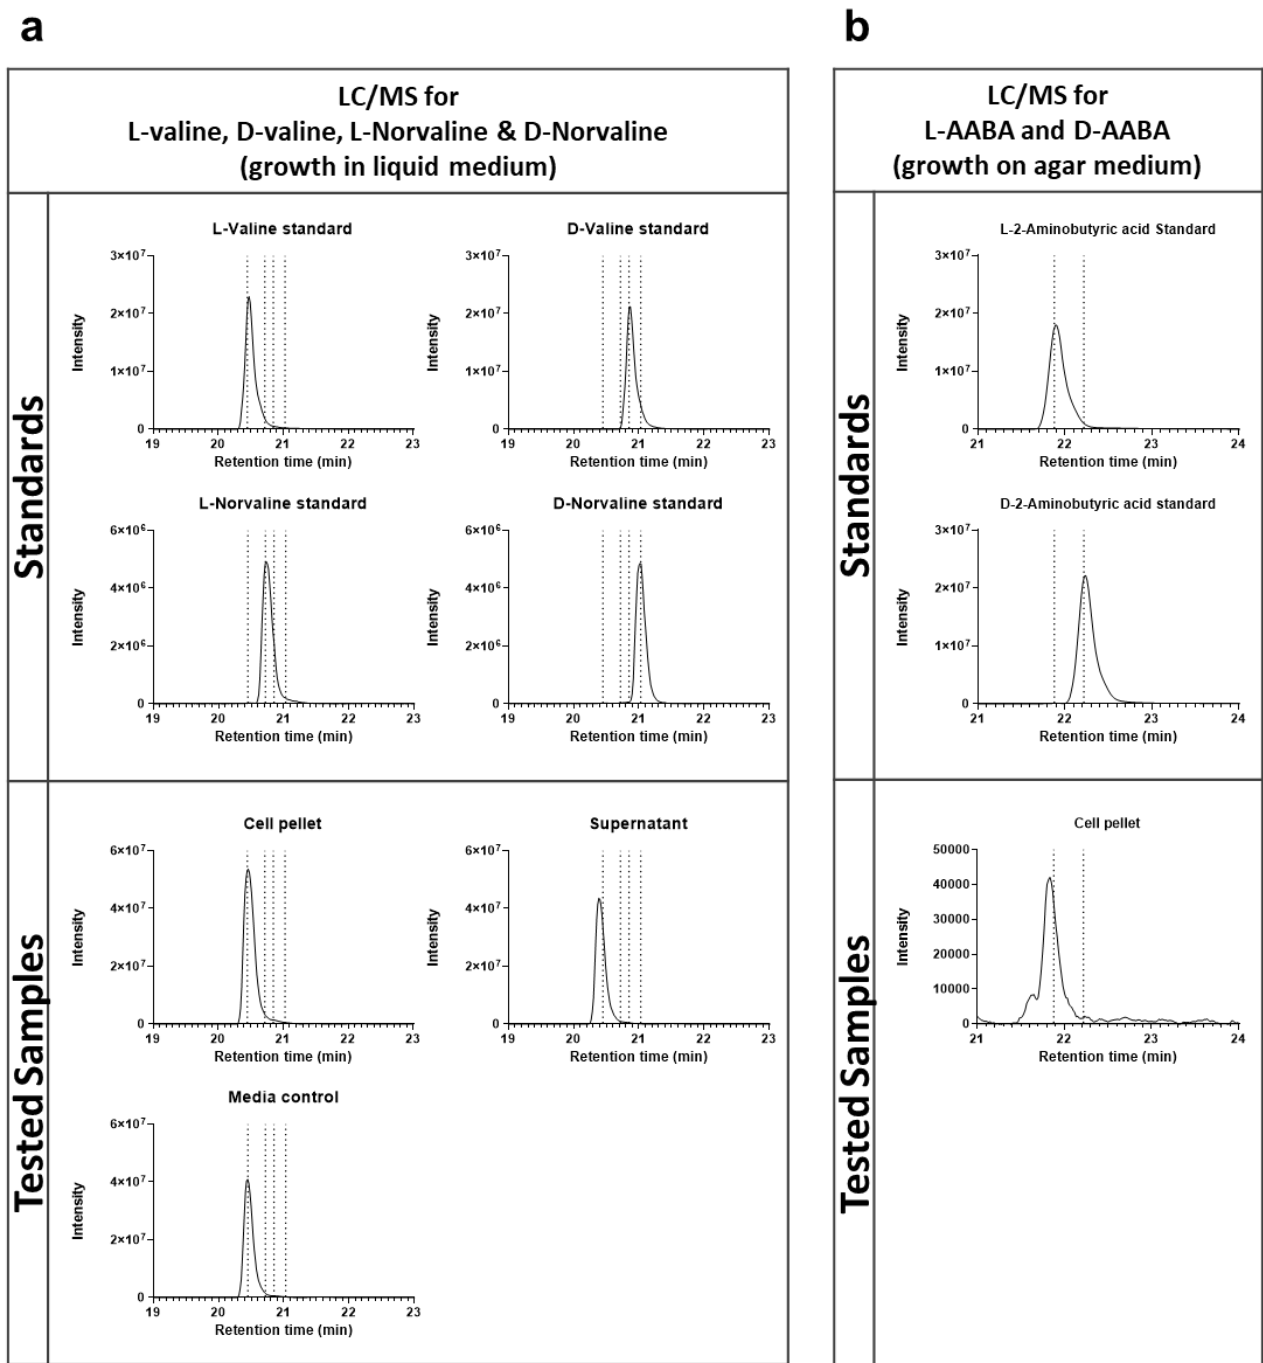 a
LC/MS for
L-valine, D-valine, L-Norvaline & D-Norvaline
(growth in liquid medium)
Standards
L-Valine standard
3×10⁷
2×10⁷
1×10⁷
0
Intensity
19 20 21 22 23
Retention time (min)
D-Valine standard
3×10⁷
2×10⁷
1×10⁷
0
Intensity
19 20 21 22 23
Retention time (min)
L-Norvaline standard
6×10⁶
4×10⁶
2×10⁶
0
Intensity
19 20 21 22 23
Retention time (min)
D-Norvaline standard
6×10⁶
4×10⁶
2×10⁶
0
Intensity
19 20 21 22 23
Retention time (min)
Tested Samples
Cell pellet
6×10⁷
4×10⁷
2×10⁷
0
Intensity
19 20 21 22 23
Retention time (min)
Supernatant
6×10⁷
4×10⁷
2×10⁷
0
Intensity
19 20 21 22 23
Retention time (min)
Media control
6×10⁷
4×10⁷
2×10⁷
0
Intensity
19 20 21 22 23
Retention time (min)
b
LC/MS for
L-AABA and D-AABA
(growth on agar medium)
Standards
L-2-Aminobutyric acid Standard
3×10⁷
2×10⁷
1×10⁷
0
Intensity
21 22 23 24
Retention time (min)
D-2-Aminobutyric acid standard
3×10⁷
2×10⁷
1×10⁷
0
Intensity
21 22 23 24
Retention time (min)
Tested Samples
Cell pellet
50000
40000
30000
20000
10000
0
Intensity
21 22 23 24
Retention time (min)